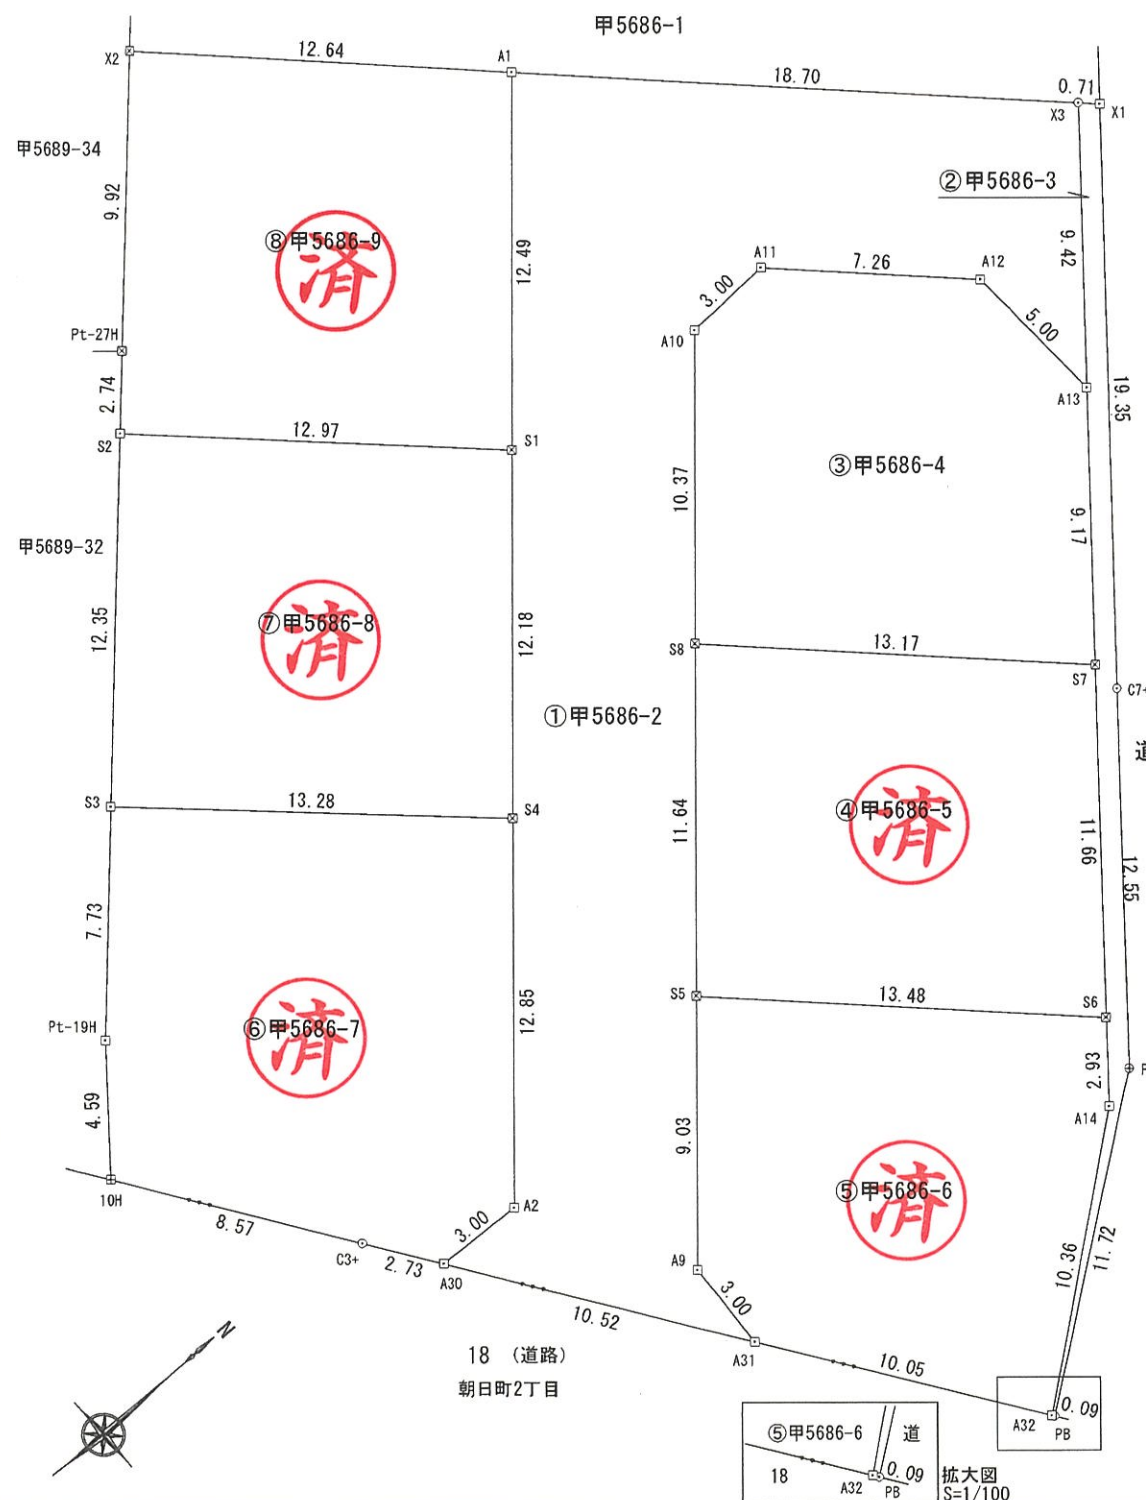 甲5686-1
X2
12.64
A1
18.70
0.71
X3
X1
甲5689-34
9.92
②甲5686-3
⑧甲5686-9
済
12.49
9.42
A11
7.26
A12
3.00
5.00
A10
Pt-27H
2.74
A13
19.35
S2
12.97
S1
③甲5686-4
10.37
9.17
甲5689-32
12.35
⑦甲5686-8
済
12.18
S8
13.17
S7
C7+
①甲5686-2
道
S3
13.28
S4
11.64
④甲5686-5
済
11.66
12.55
7.73
S5
13.48
S6
Pt-19H
⑥甲5686-7
済
12.85
2.93
4.59
A14
9.03
⑤甲5686-6
済
10H
8.57
3.00
A2
C3+
2.73
A30
A9
3.00
10.36
11.72
10.52
A31
10.05
N
18 (道路)
朝日町2丁目
0.09
A32
PB
⑤甲5686-6
道
18
A32
0.09
PB
拡大図
S=1/100